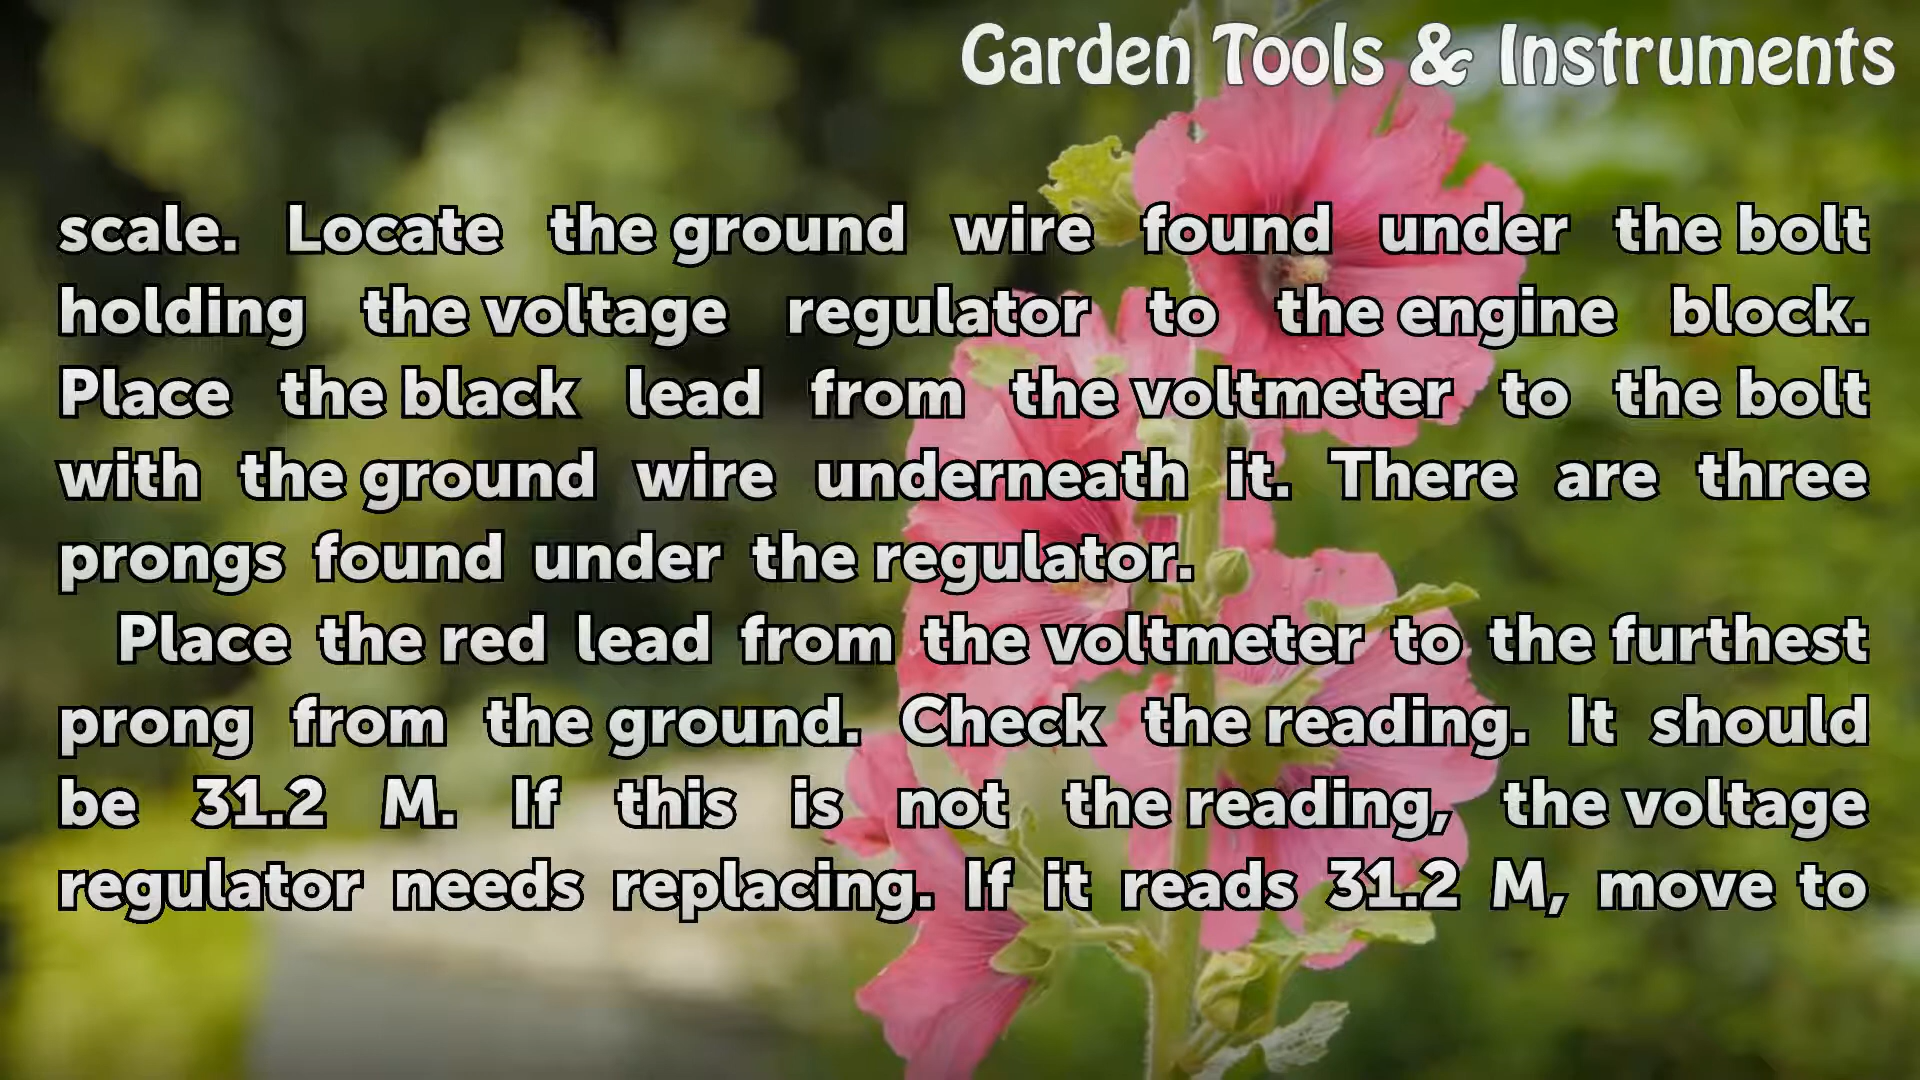 Garden Tools & Instruments
scale. Locate the ground wire found under the bolt
holding the voltage regulator to the engine block.
Place the black lead from the voltmeter to the bolt
with the ground wire underneath it. There are three
prongs found under the regulator.
Place the red lead from the voltmeter to the furthest
prong from the ground. Check the reading. It should
be 31.2 M. If this is not the reading, the voltage
regulator needs replacing. If it reads 31.2 M, move to